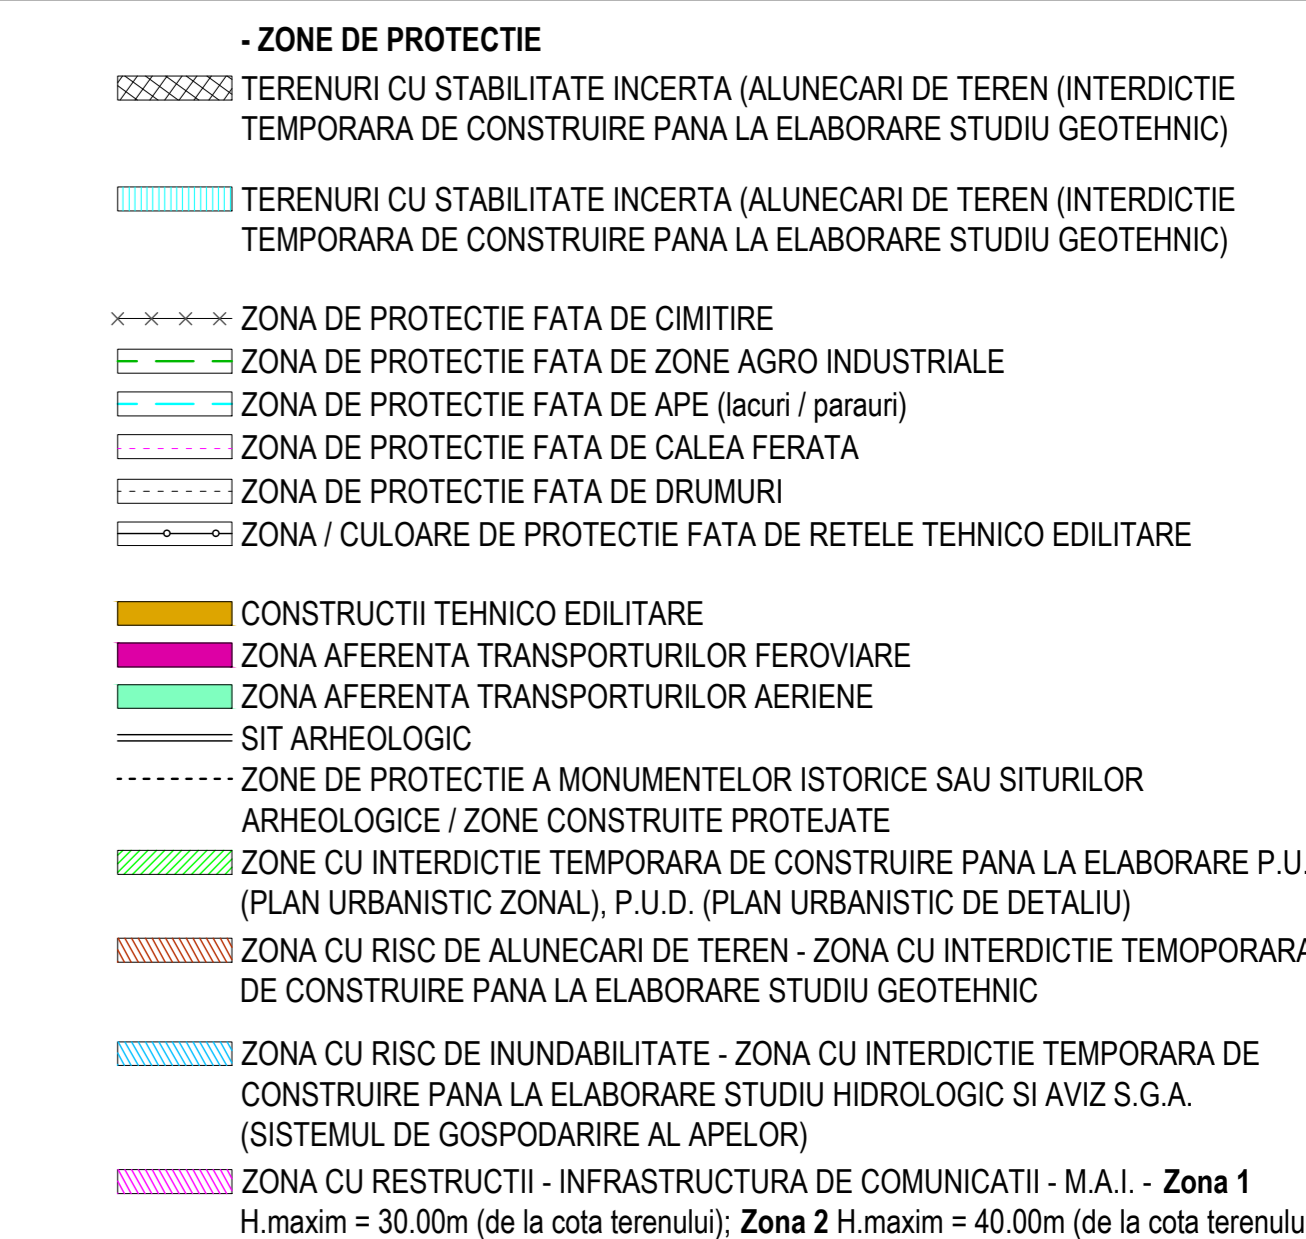 - ZONE DE PROTECTIE
TERENURI CU STABILITATE INCERTA (ALUNECARI DE TEREN (INTERDICTIE
TEMPORARA DE CONSTRUIRE PANA LA ELABORARE STUDIU GEOTEHNIC)
TERENURI CU STABILITATE INCERTA (ALUNECARI DE TEREN (INTERDICTIE
TEMPORARA DE CONSTRUIRE PANA LA ELABORARE STUDIU GEOTEHNIC)
ZONA DE PROTECTIE FATA DE CIMITIRE
ZONA DE PROTECTIE FATA DE ZONE AGRO INDUSTRIALE
ZONA DE PROTECTIE FATA DE APE (lacuri / parauri)
ZONA DE PROTECTIE FATA DE CALEA FERATA
ZONA DE PROTECTIE FATA DE DRUMURI
ZONA / CULOARE DE PROTECTIE FATA DE RETELE TEHNICO EDILITARE
CONSTRUCTII TEHNICO EDILITARE
ZONA AFERENTA TRANSPORTURILOR FEROVIARE
ZONA AFERENTA TRANSPORTURILOR AERIENE
SIT ARHEOLOGIC
ZONE DE PROTECTIE A MONUMENTELOR ISTORICE SAU SITURILOR
ARHEOLOGICE / ZONE CONSTRUITE PROTEJATE
ZONE CU INTERDICTIE TEMPORARA DE CONSTRUIRE PANA LA ELABORARE P.U.
(PLAN URBANISTIC ZONAL), P.U.D. (PLAN URBANISTIC DE DETALIU)
ZONA CU RISC DE ALUNECARI DE TEREN - ZONA CU INTERDICTIE TEMOPORARA
DE CONSTRUIRE PANA LA ELABORARE STUDIU GEOTEHNIC
ZONA CU RISC DE INUNDABILITATE - ZONA CU INTERDICTIE TEMPORARA DE
CONSTRUIRE PANA LA ELABORARE STUDIU HIDROLOGIC SI AVIZ S.G.A.
(SISTEMUL DE GOSPODARIRE AL APELOR)
ZONA CU RESTRUCTII - INFRASTRUCTURA DE COMUNICATII - M.A.I. - Zona 1
H.maxim = 30.00m (de la cota terenului); Zona 2 H.maxim = 40.00m (de la cota terenulu